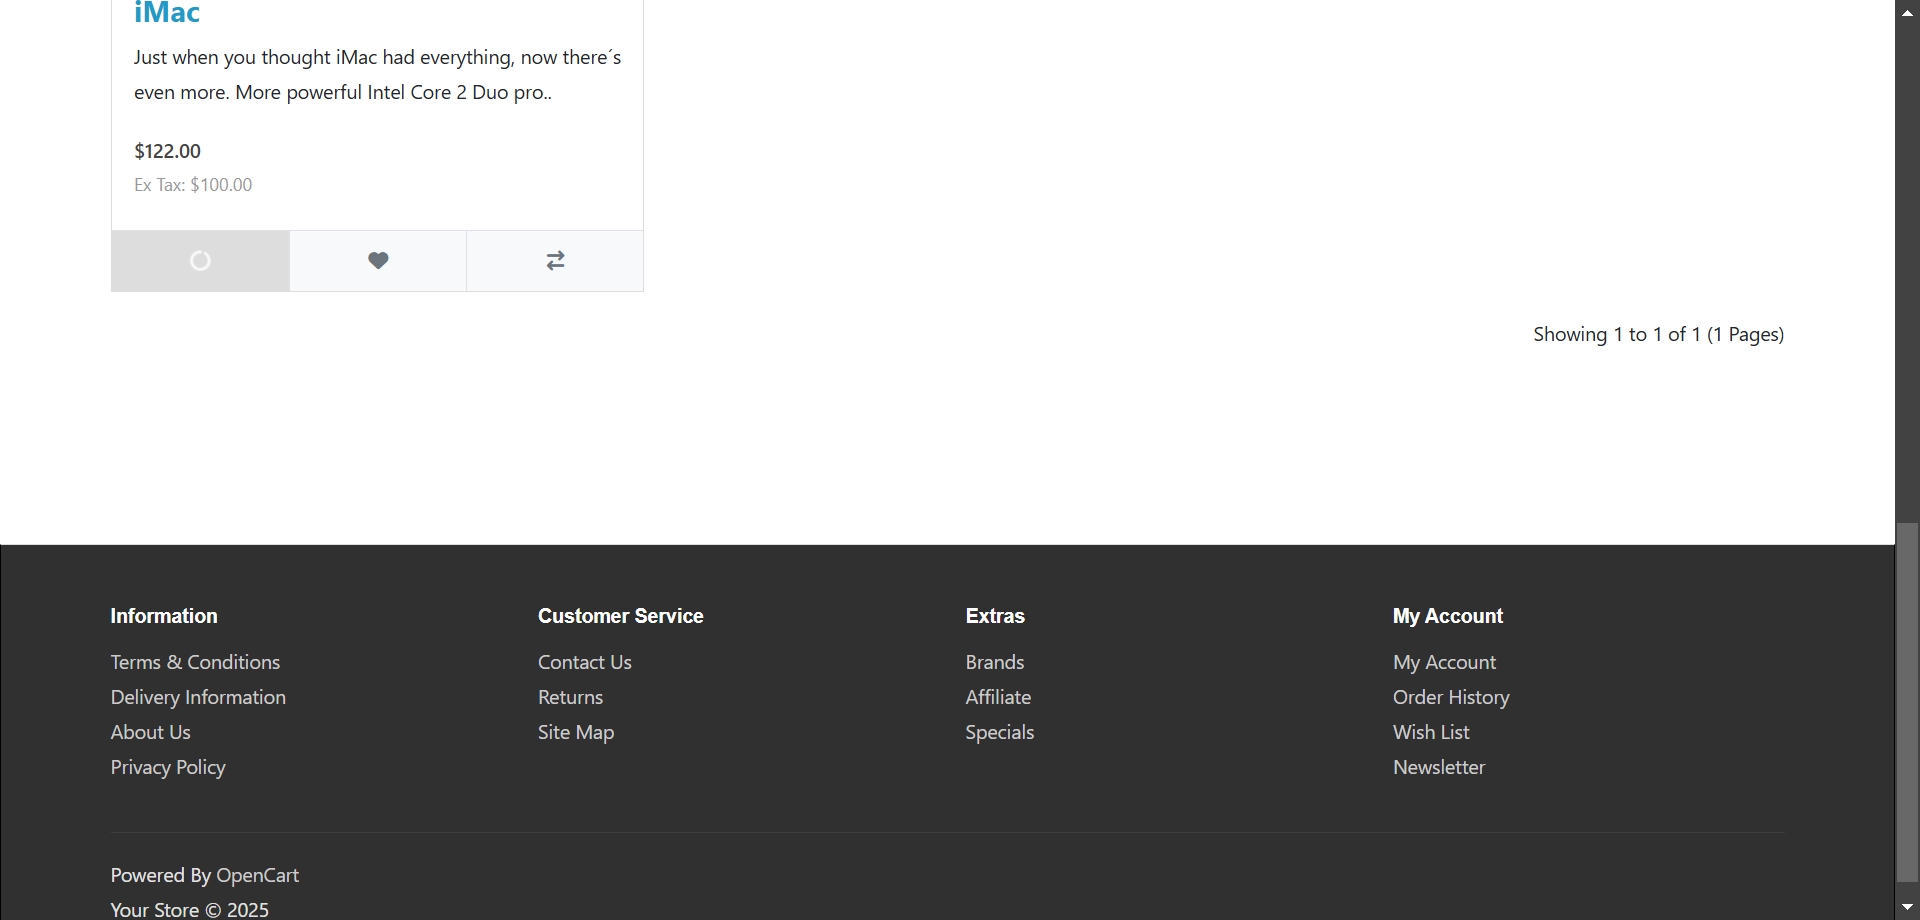 iMac
Just when you thought iMac had everything, now there´s
even more. More powerful Intel Core 2 Duo pro..
$122.00
Ex Tax: $100.00
Showing 1 to 1 of 1 (1 Pages)
Information
Terms & Conditions
Delivery Information
About Us
Privacy Policy
Customer Service
Contact Us
Returns
Site Map
Extras
Brands
Affiliate
Specials
My Account
My Account
Order History
Wish List
Newsletter
Powered By OpenCart
Your Store © 2025